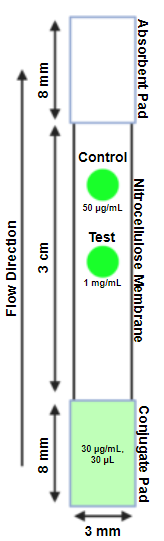 Absorbent Pad
8 mm
Control
50 µg/mL
Test
1 mg/mL
Nitrocellulose Membrane
3 cm
Flow Direction
30 µg/mL,
30 µL
Conjugate Pad
8 mm
3 mm